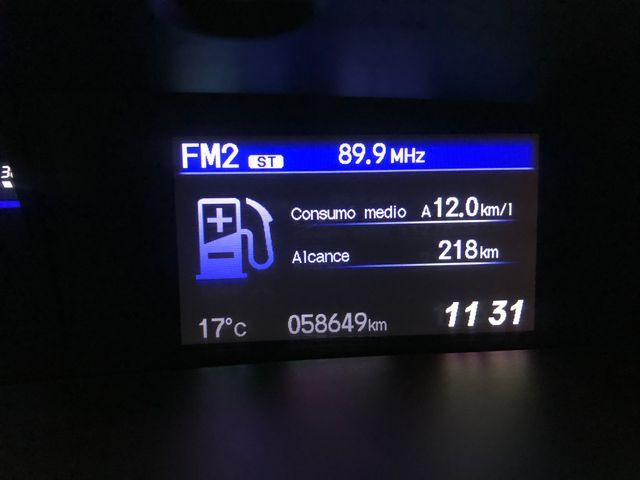 FM2 ST 89.9 MHz
Consumo medio A 12.0 km/l
Alcance 218 km
17°C 058649 km 11 31